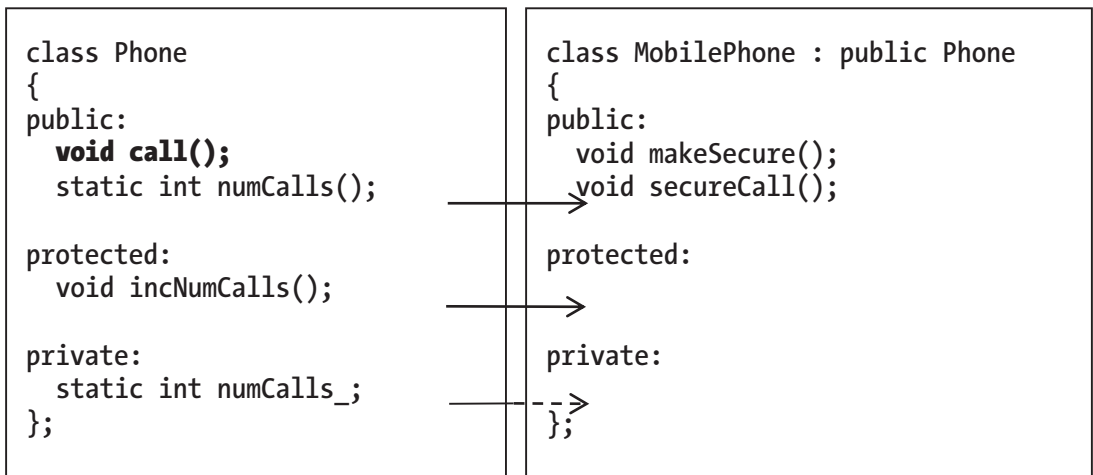 class Phone
{
public:
void call();
static int numCalls();
protected:
void incNumCalls();
private:
static int numCalls_;
};
class MobilePhone : public Phone
{
public:
void makeSecure();
void secureCall();
protected:
private:
};